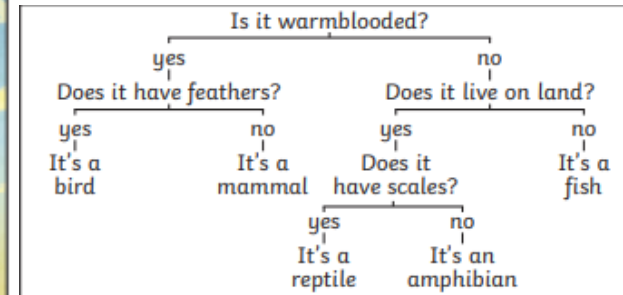 Is it warmblooded?
yes
no
Does it have feathers?
Does it live on land?
yes
no
yes
no
It's a
bird
It's a
mammal
Does it
have scales?
It's a
fish
yes
no
It's a
reptile
It's an
amphibian